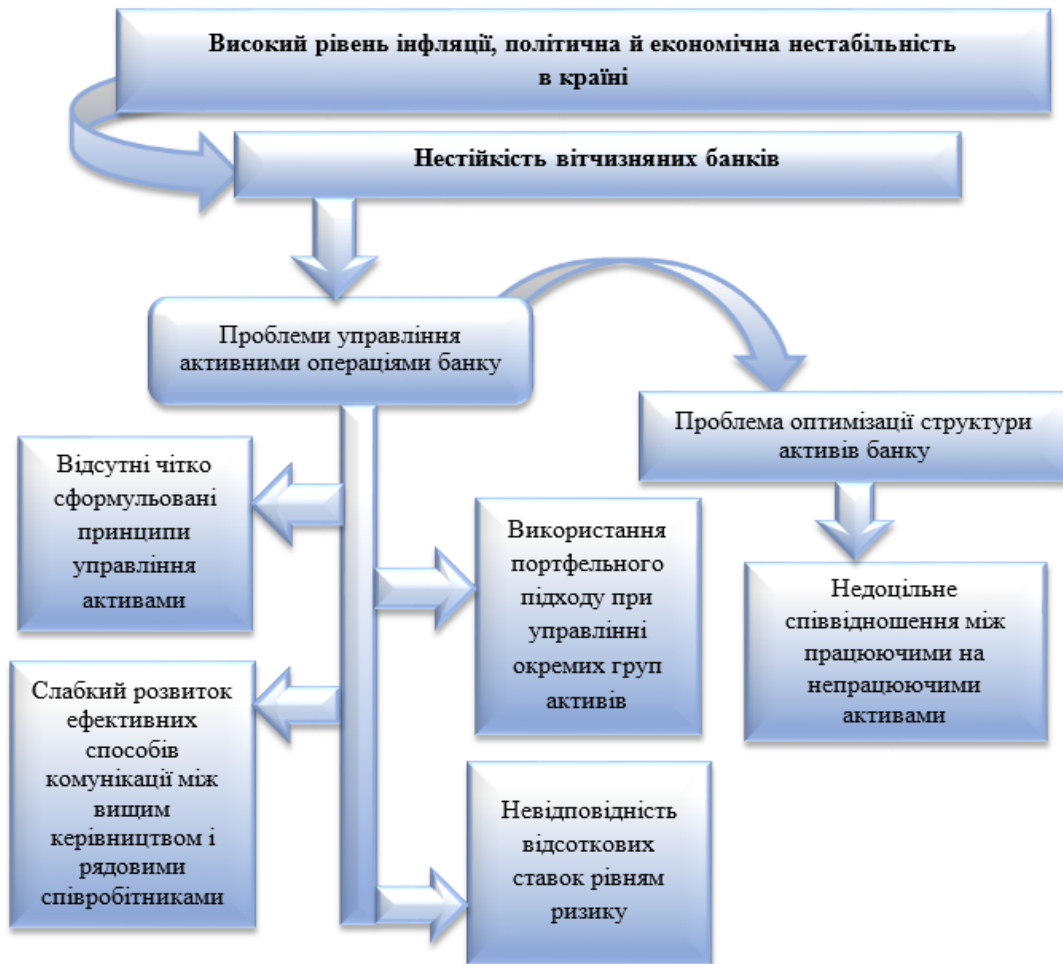 Високий рівень інфляції, політична й економічна нестабільність
в країні
Нестійкість вітчизняних банків
Проблеми управління
активними операціями банку
Проблема оптимізації структури
активів банку
Відсутні чітко
сформульовані
принципи
управління
активами
Використання
портфельного
підходу при
управлінні
окремих груп
активів
Недоцільне
співвідношення між
працюючими на
непрацюючими
активами
Слабкий розвиток
ефективних
способів
комунікації між
вищим
керівництвом і
рядовими
співробітниками
Невідповідність
відсоткових
ставок рівням
ризику